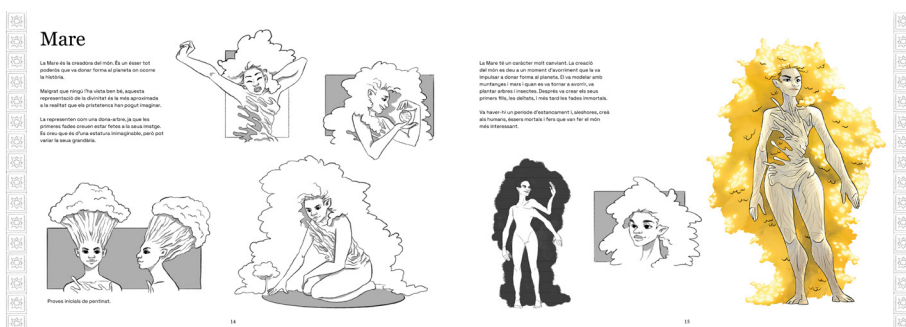 Mare
La Mare és la creadora del món. És un ésser tot
poderós que va donar forma al planeta on ocorre
la història.
Malgrat que ningú l'ha vista ben bé, aquesta
representació de la divinitat és la més aproximada
a la realitat que els pristatencs han pogut imaginar.
La representen com una dona-arbre, ja que les
primeres fades creuen estar fetes a la seua imatge.
Es creu que és d'una estatura inimaginable, però pot
variar la seua grandària.
Proves inicials de pentinat.
14
La Mare té un caràcter molt canviant. La creació
del món es deu a un moment d'avorriment que la va
impulsar a donar forma al planeta. El va modelar amb
muntanyes i mars i quan es va tornar a avorrir, va
plantar arbres i insectes. Després va crear els seus
primers fills, les deïtats, i més tard les fades immortals.
Va haver-hi un període d'estancament i, aleshores, creà
als humans, éssers mortals i fers que van fer el món
més interessant.
15